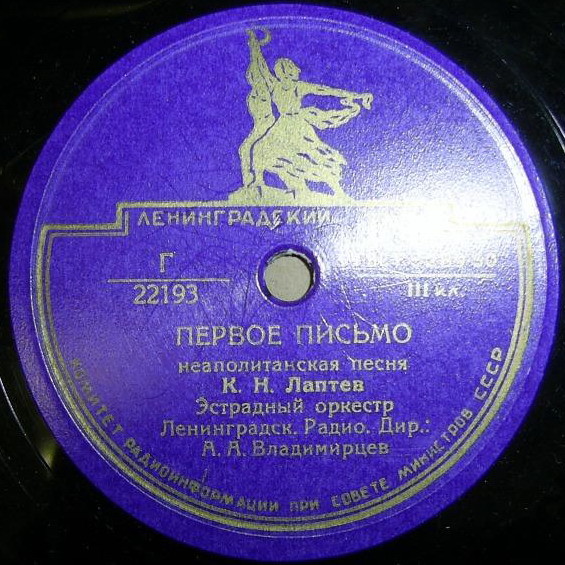 ЛЕНИНГРАДСКИЙ
Г
22193
III кл.
ПЕРВОЕ ПИСЬМО
неаполитанская песня
К. Н. Лаптев
Эстрадный оркестр
Ленинградск. Радио. Дир.:
А. А. Владимирцев
КОМИТЕТ РАДИОИНФОРМАЦИИ ПРИ СОВЕТЕ МИНИСТРОВ СССР